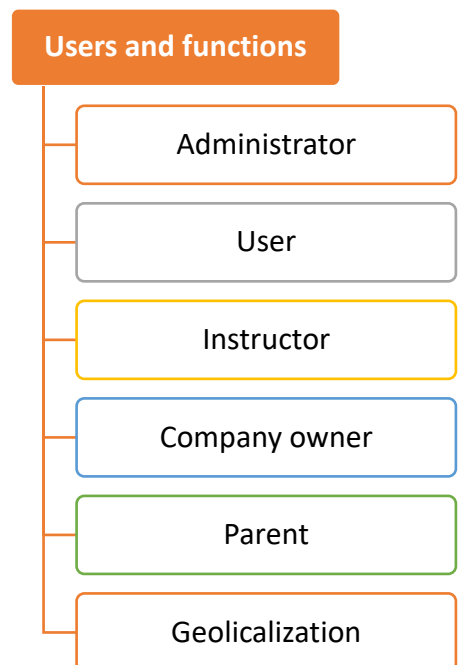 Users and functions
Administrator
User
Instructor
Company owner
Parent
Geolicalization